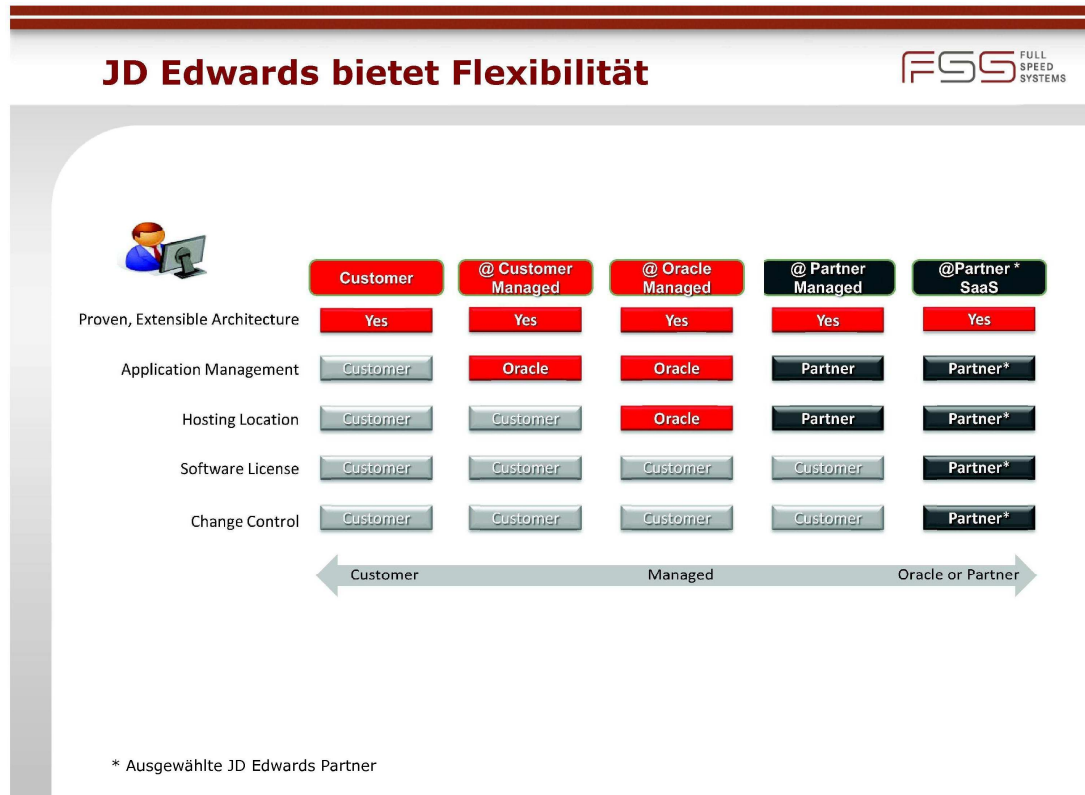 JD Edwards bietet Flexibilität
FSS FULL
SPEED
SYSTEMS
Customer
@ Customer
Managed
@ Oracle
Managed
@ Partner
Managed
@Partner *
SaaS
Proven, Extensible Architecture Yes Yes Yes Yes Yes
Application Management Customer Oracle Oracle Partner Partner*
Hosting Location Customer Customer Oracle Partner Partner*
Software License Customer Customer Customer Customer Partner*
Change Control Customer Customer Customer Customer Partner*
Customer Managed Oracle or Partner
* Ausgewählte JD Edwards Partner